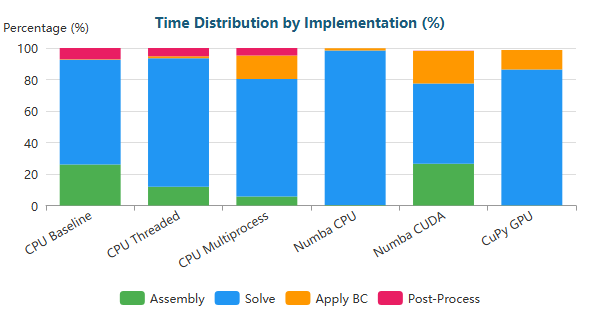 Time Distribution by Implementation (%)
Percentage (%)
100
80
60
40
20
0
CPU Baseline
CPU Threaded
CPU Multiprocess
Numba CPU
Numba CUDA
CuPy GPU
Assembly Solve Apply BC Post-Process